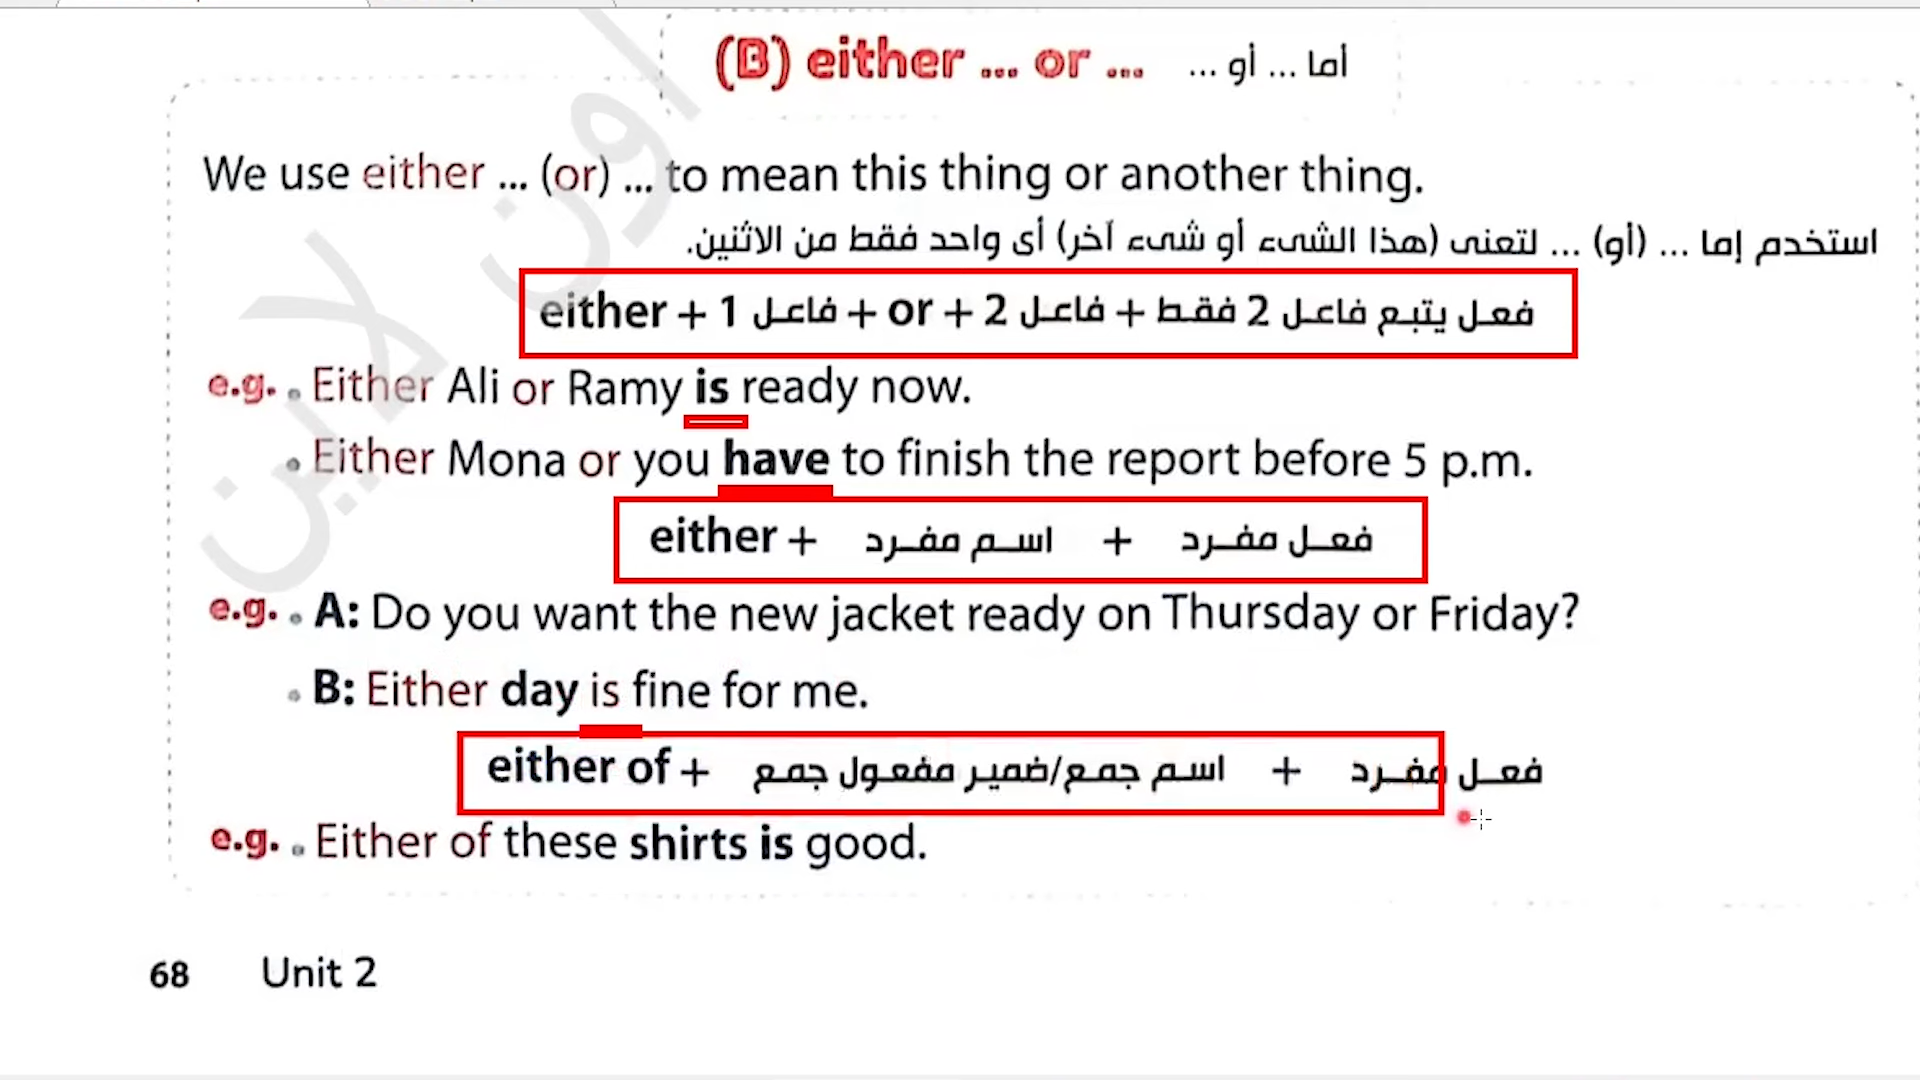 (B) either ... or ... أما ... أو ...
We use either ... (or) ... to mean this thing or another thing.
استخدم إما ... (أو) ... لتعنى (هذا الشىء أو شىء آخر) أى واحد فقط من الاثنين.
either + فاعل 1 + or + فاعل 2 + فعل يتبع فاعل 2 فقط
e.g. • Either Ali or Ramy is ready now.
• Either Mona or you have to finish the report before 5 p.m.
either + اسم مفرد + فعل مفرد
e.g. • A: Do you want the new jacket ready on Thursday or Friday?
• B: Either day is fine for me.
either of + اسم جمع/ضمير مفعول جمع + فعل مفرد
e.g. • Either of these shirts is good.
68 Unit 2
اون لاين